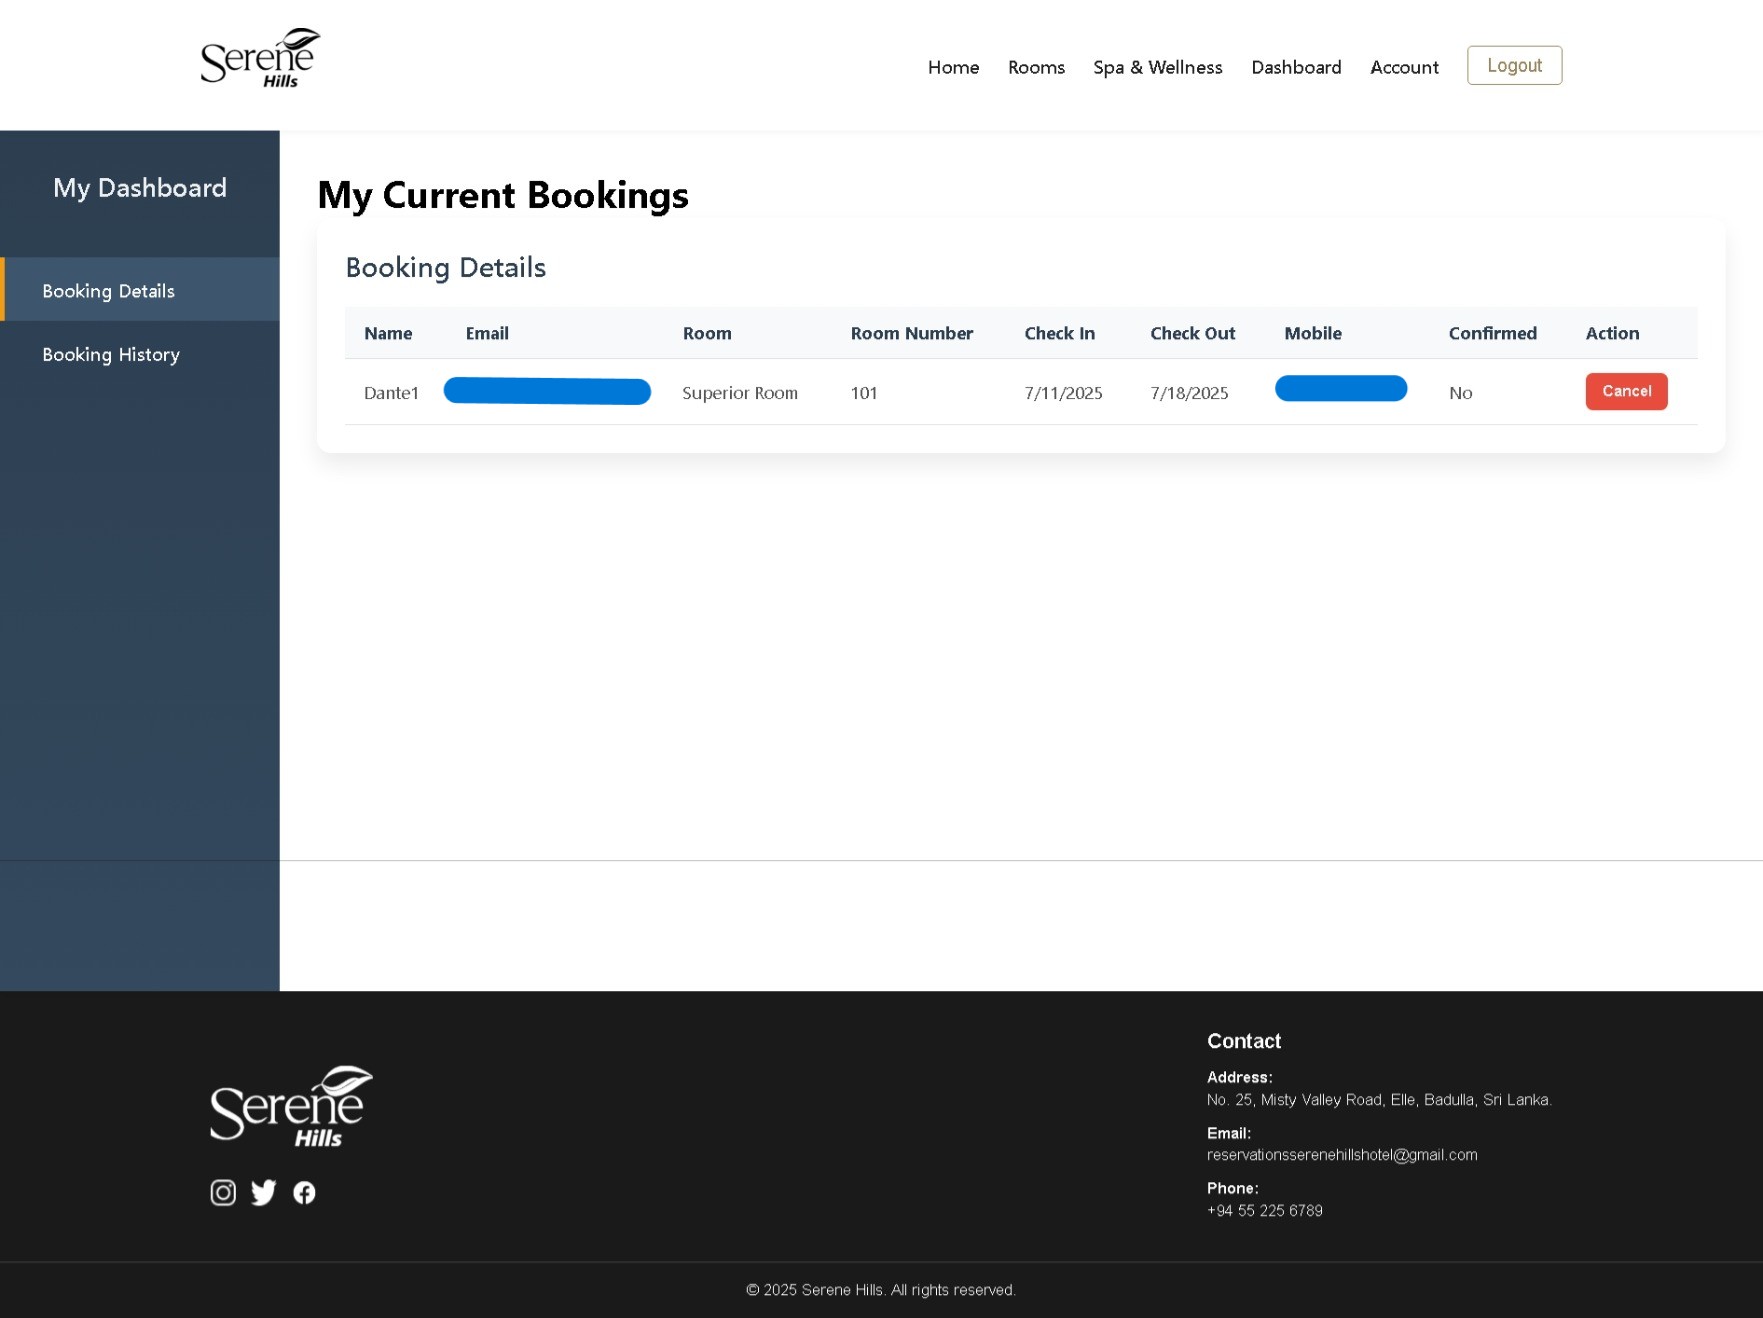 Serene
Hills
Home Rooms Spa & Wellness Dashboard Account Logout
My Dashboard
Booking Details
Booking History
My Current Bookings
Booking Details
Name Email Room Room Number Check In Check Out Mobile Confirmed Action
Dante1 Superior Room 101 7/11/2025 7/18/2025 No Cancel
Serene
Hills
Contact
Address:
No. 25, Misty Valley Road, Elle, Badulla, Sri Lanka.
Email:
reservationsserenehillshotel@gmail.com
Phone:
+94 55 225 6789
© 2025 Serene Hills. All rights reserved.